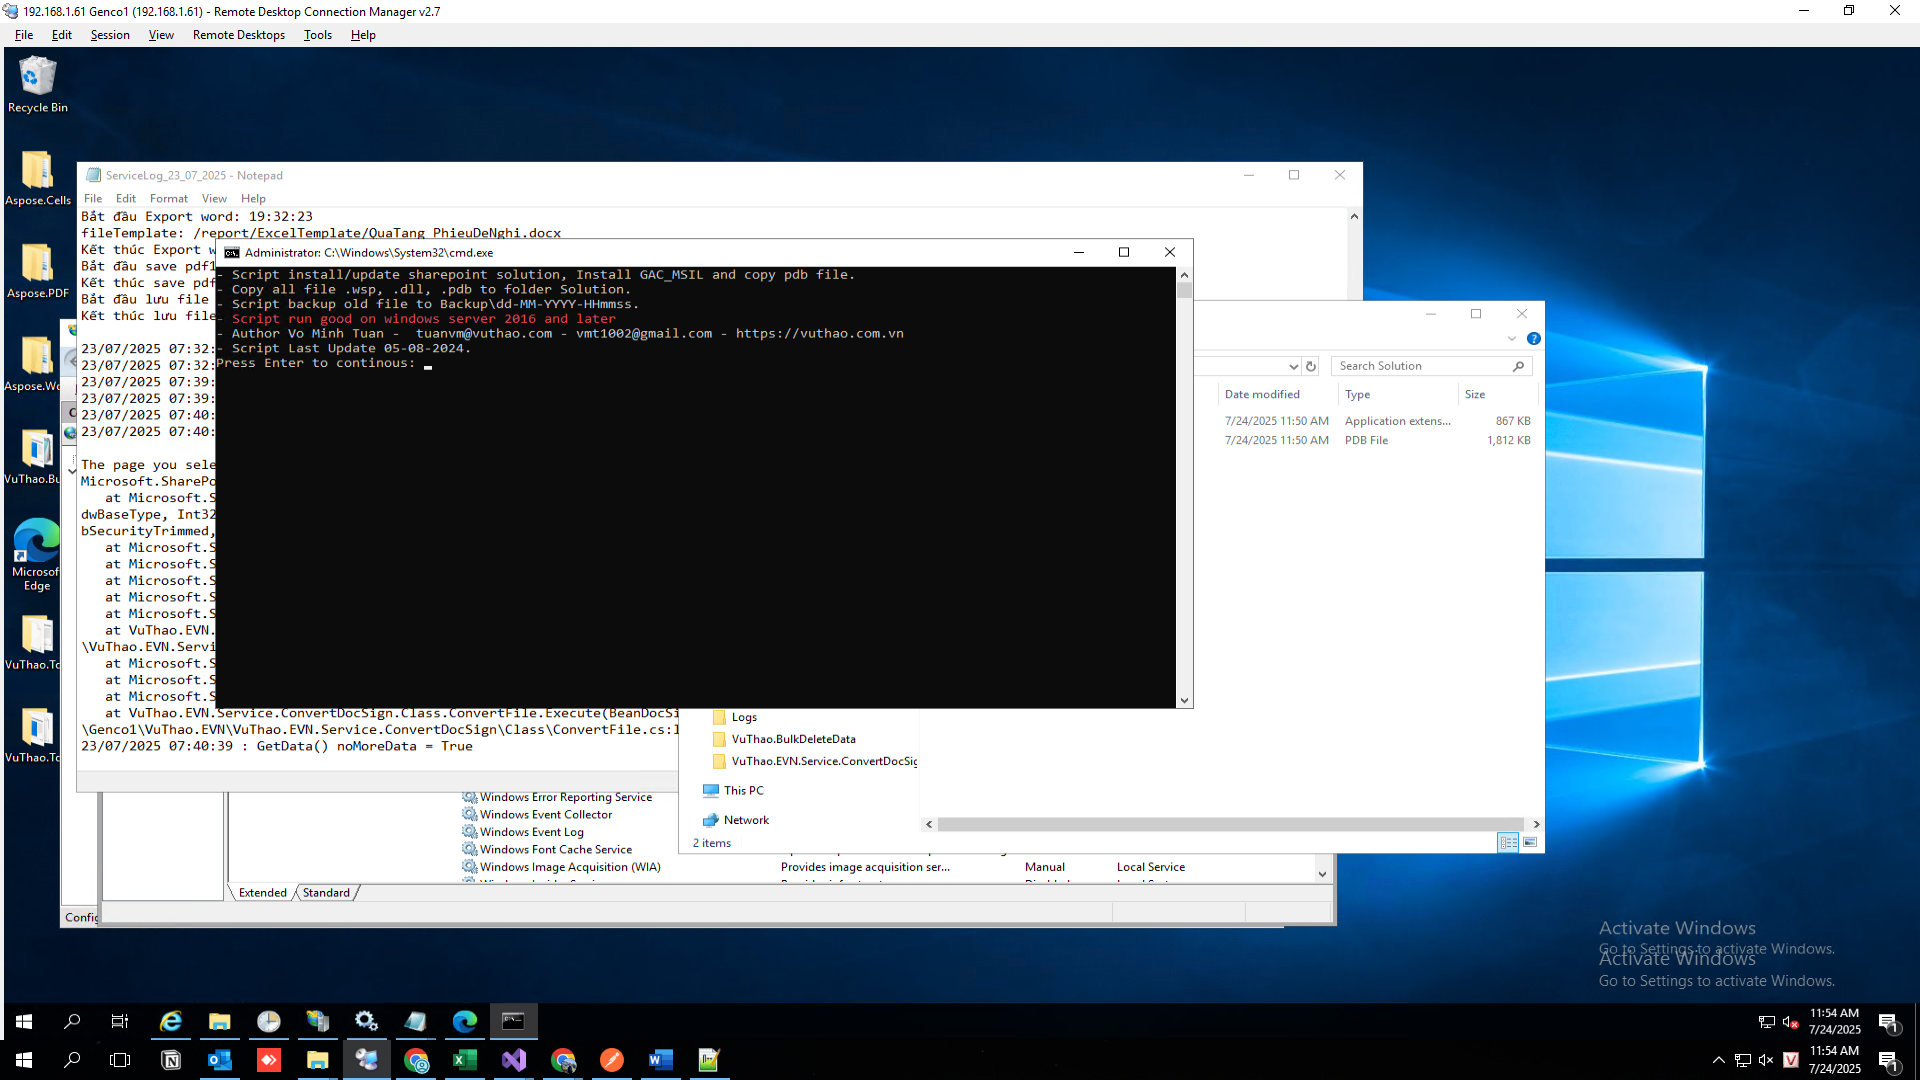 192.168.1.61 Genco1 (192.168.1.61) - Remote Desktop Connection Manager v2.7
File Edit Session View Remote Desktops Tools Help
Recycle Bin
Aspose.Cells
Aspose.PDF
Aspose.Wo
VuThao.Bu
Microsof
Edge
VuThao.To
VuThao.To
ServiceLog_23_07_2025 - Notepad
File Edit Format View Help
Bắt đầu Export word: 19:32:23
fileTemplate: /report/ExcelTemplate/QuaTang_PhieuDeNghi.docx
Kết thúc Export w
Bắt đầu save pdf1
Kết thúc save pdf
Bắt đầu lưu file
Kết thúc lưu file
23/07/2025 07:32:
23/07/2025 07:32:
23/07/2025 07:39:
23/07/2025 07:39:
23/07/2025 07:40:
23/07/2025 07:40:
The page you sele
Microsoft.SharePo
at Microsoft.S
dwBaseType, Int32
bSecurityTrimmed,
at Microsoft.S
at Microsoft.S
at Microsoft.S
at Microsoft.S
at Microsoft.S
at VuThao.EVN.
\VuThao.EVN.Servi
at Microsoft.S
at Microsoft.S
at Microsoft.S
at VuThao.EVN.Service.ConvertDocSign.Class.ConvertFile.Execute(BeanDocSi
\Genco1\VuThao.EVN\VuThao.EVN.Service.ConvertDocSign\Class\ConvertFile.cs:l
23/07/2025 07:40:39 : GetData() noMoreData = True
Administrator: C:\Windows\System32\cmd.exe
- Script install/update sharepoint solution, Install GAC_MSIL and copy pdb file.
- Copy all file .wsp, .dll, .pdb to folder Solution.
- Script backup old file to Backup\dd-MM-YYYY-HHmmss.
- Script run good on windows server 2016 and later
- Author Vo Minh Tuan -  tuanvm@vuthao.com - vmt1002@gmail.com - https://vuthao.com.vn
- Script Last Update 05-08-2024.
Press Enter to continous:
Search Solution
Date modified Type Size
7/24/2025 11:50 AM Application extens... 867 KB
7/24/2025 11:50 AM PDB File 1,812 KB
Logs
VuThao.BulkDeleteData
VuThao.EVN.Service.ConvertDocSig
This PC
Network
2 items
Windows Error Reporting Service
Windows Event Collector
Windows Event Log
Windows Font Cache Service
Windows Image Acquisition (WIA) Provides image acquisition ser... Manual Local Service
Extended Standard
Config
Activate Windows
Go to Settings to activate Windows.
Activate Windows
Go to Settings to activate Windows.
11:54 AM
7/24/2025
1
11:54 AM
7/24/2025
1